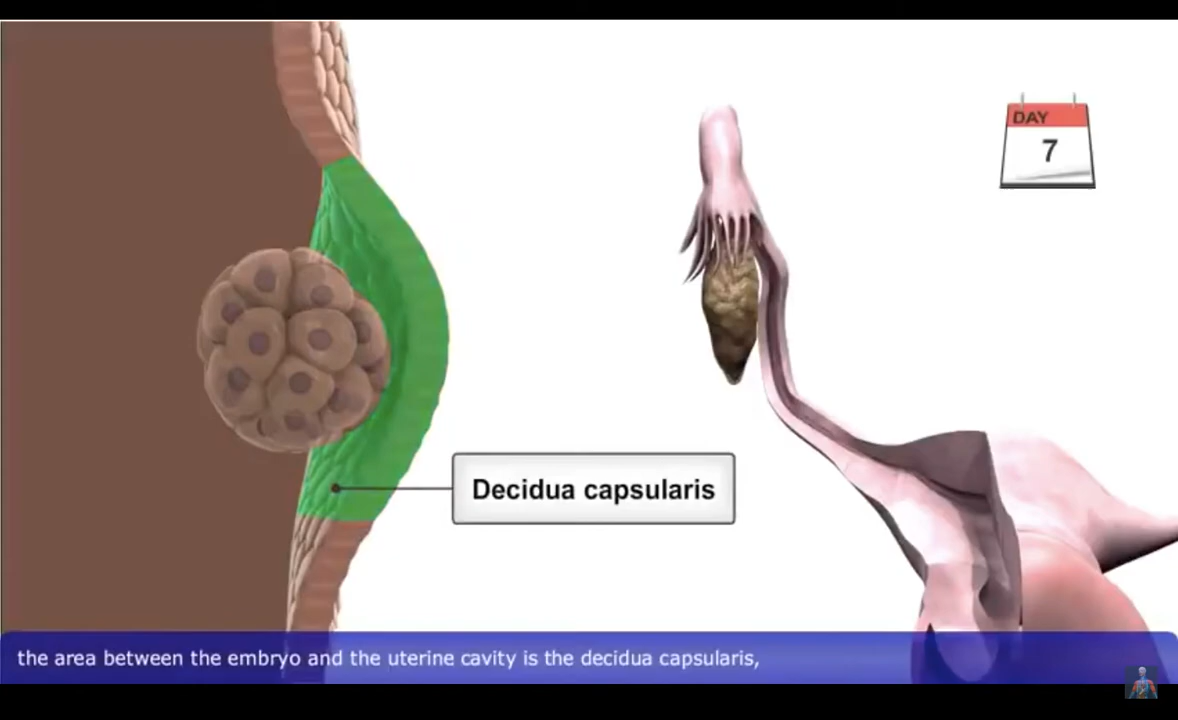 DAY
7
Decidua capsularis
the area between the embryo and the uterine cavity is the decidua capsularis,